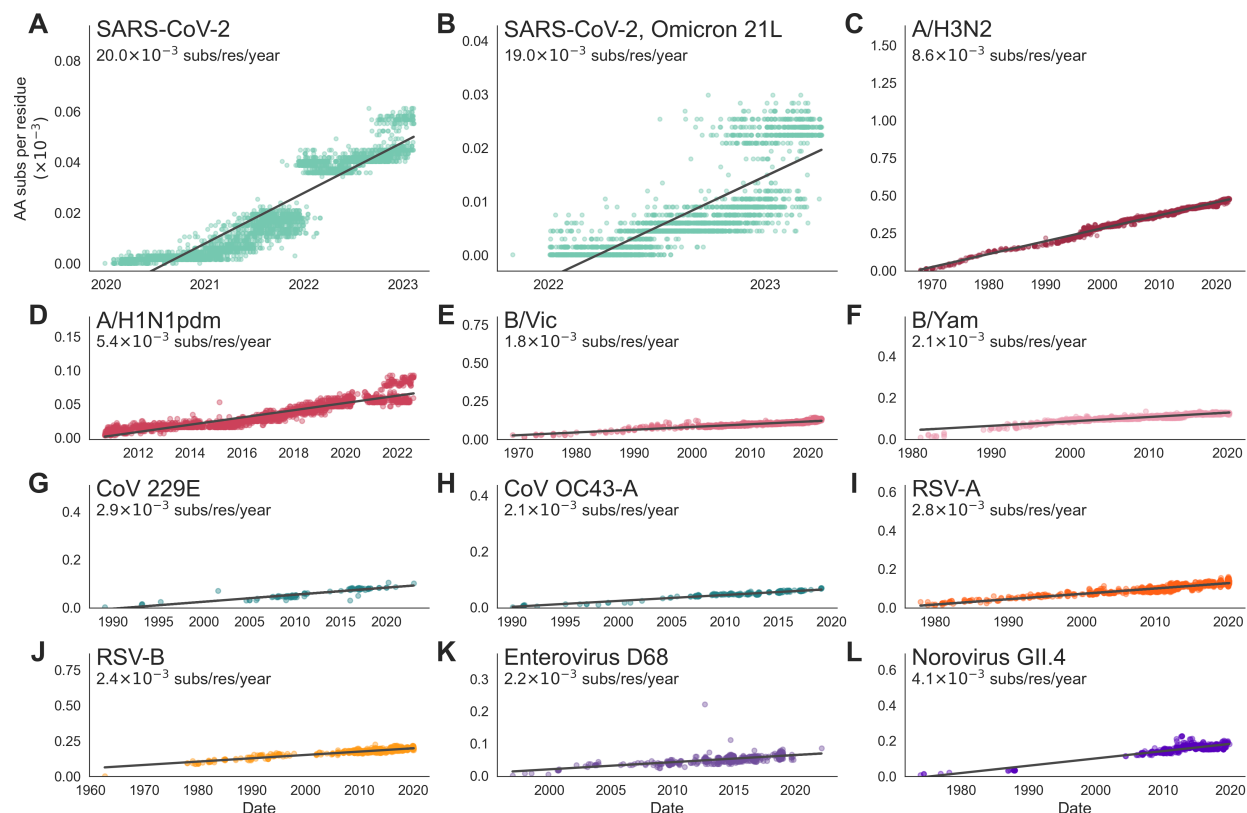 A
SARS-CoV-2
20.0×10⁻³ subs/res/year
AA subs per residue
(×10⁻³)
0.08
0.06
0.04
0.02
0.00
2020 2021 2022 2023
B
SARS-CoV-2, Omicron 21L
19.0×10⁻³ subs/res/year
0.04
0.03
0.02
0.01
0.00
2022 2023
C
A/H3N2
8.6×10⁻³ subs/res/year
1.50
1.25
1.00
0.75
0.50
0.25
0.00
1970 1980 1990 2000 2010 2020
D
A/H1N1pdm
5.4×10⁻³ subs/res/year
0.15
0.10
0.05
0.00
2012 2014 2016 2018 2020 2022
E
B/Vic
1.8×10⁻³ subs/res/year
0.75
0.50
0.25
0.00
1970 1980 1990 2000 2010 2020
F
B/Yam
2.1×10⁻³ subs/res/year
0.4
0.2
0.0
1980 1990 2000 2010 2020
G
CoV 229E
2.9×10⁻³ subs/res/year
0.4
0.2
0.0
1990 1995 2000 2005 2010 2015 2020
H
CoV OC43-A
2.1×10⁻³ subs/res/year
0.4
0.2
0.0
1990 1995 2000 2005 2010 2015 2020
I
RSV-A
2.8×10⁻³ subs/res/year
0.6
0.4
0.2
0.0
1980 1990 2000 2010 2020
J
RSV-B
2.4×10⁻³ subs/res/year
0.75
0.50
0.25
0.00
1960 1970 1980 1990 2000 2010 2020
Date
K
Enterovirus D68
2.2×10⁻³ subs/res/year
0.3
0.2
0.1
0.0
2000 2005 2010 2015 2020
Date
L
Norovirus GII.4
4.1×10⁻³ subs/res/year
0.6
0.4
0.2
0.0
1980 1990 2000 2010 2020
Date